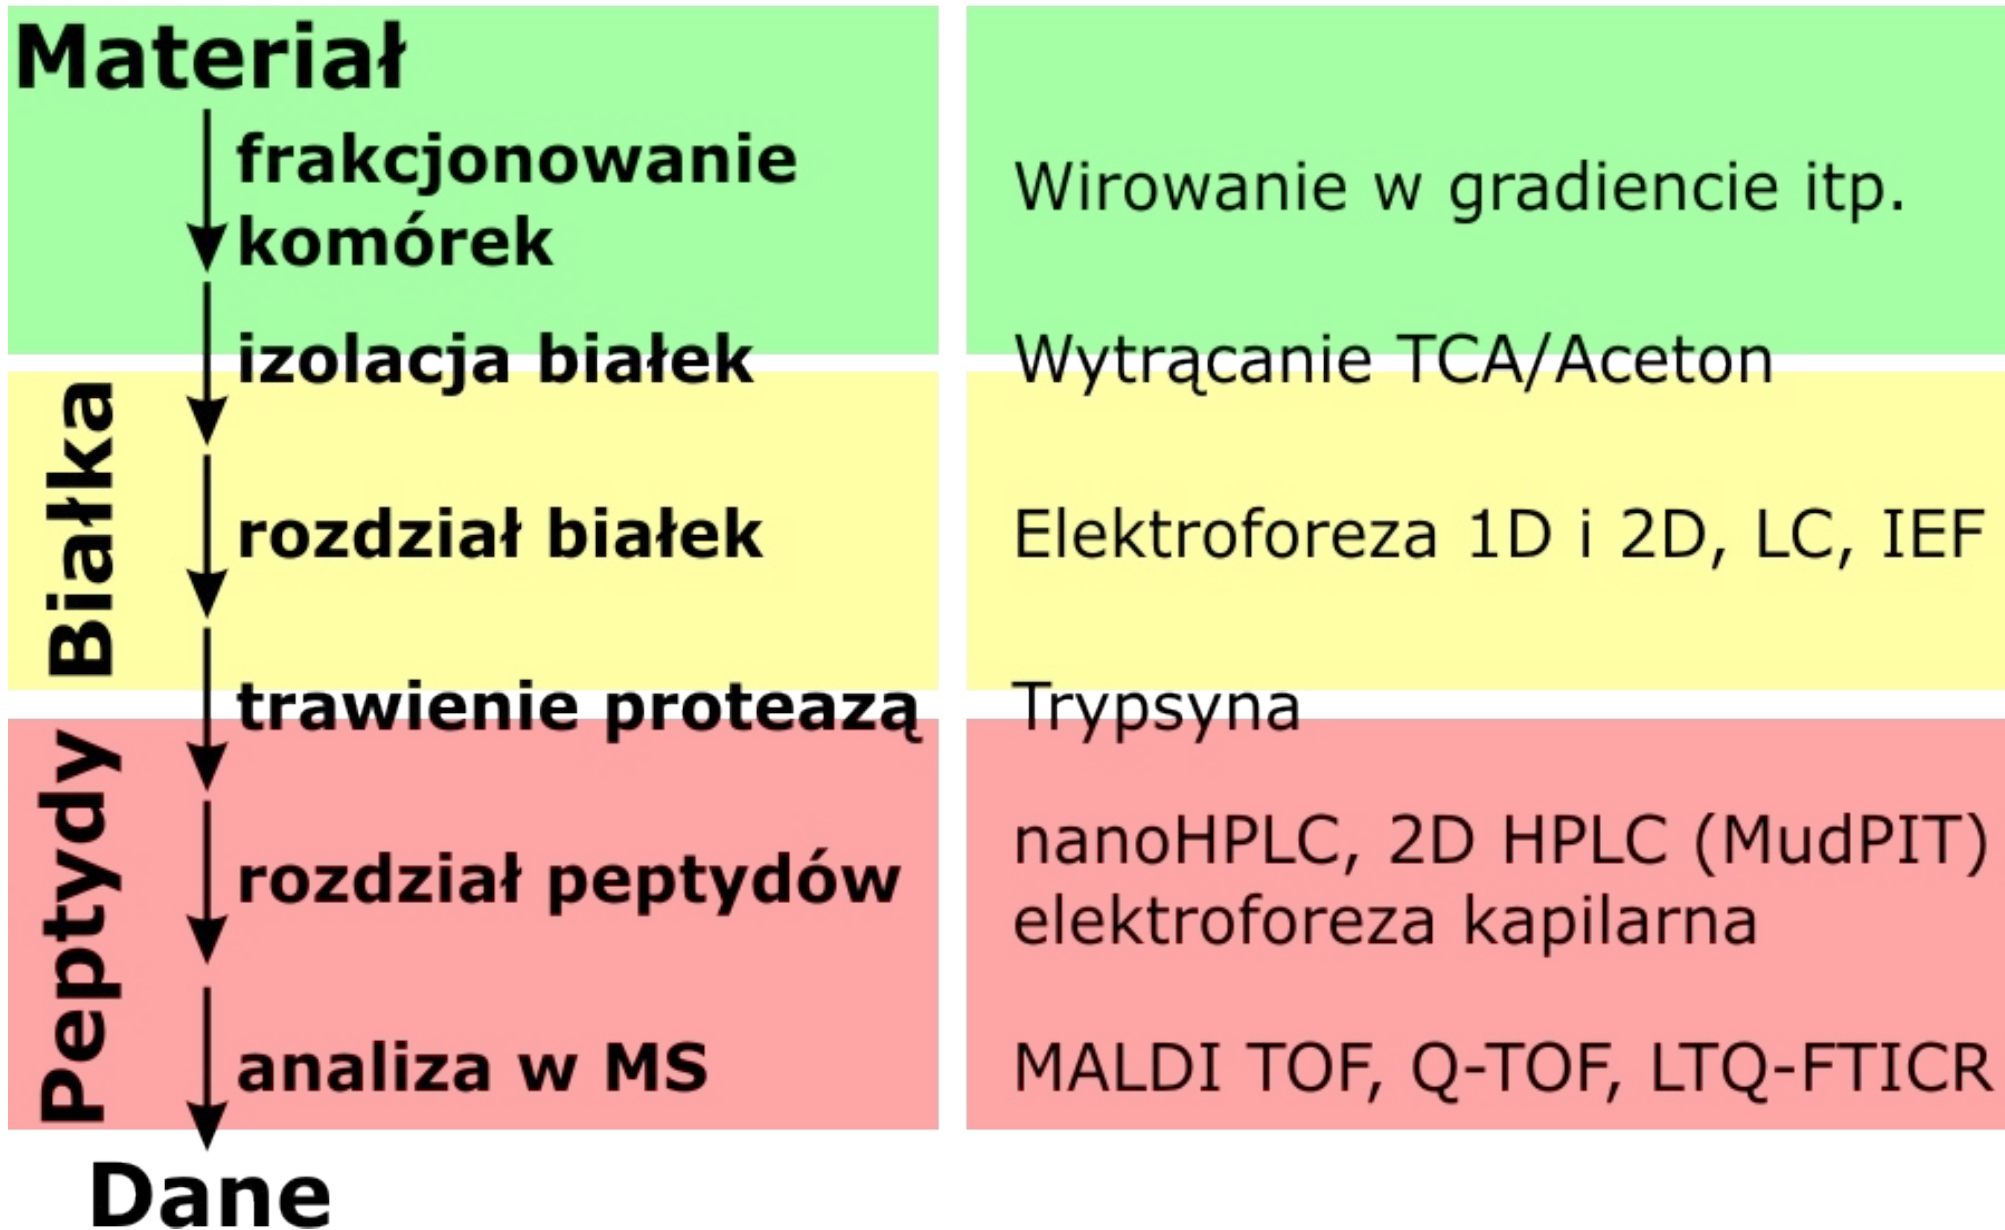 Materiał
frakcjonowanie
komórek
Wirowanie w gradiencie itp.
izolacja białek
Wytrącanie TCA/Aceton
Białka
rozdział białek
Elektroforeza 1D i 2D, LC, IEF
trawienie proteazą
Trypsyna
Peptydy
rozdział peptydów
nanoHPLC, 2D HPLC (MudPIT)
elektroforeza kapilarna
analiza w MS
MALDI TOF, Q-TOF, LTQ-FTICR
Dane